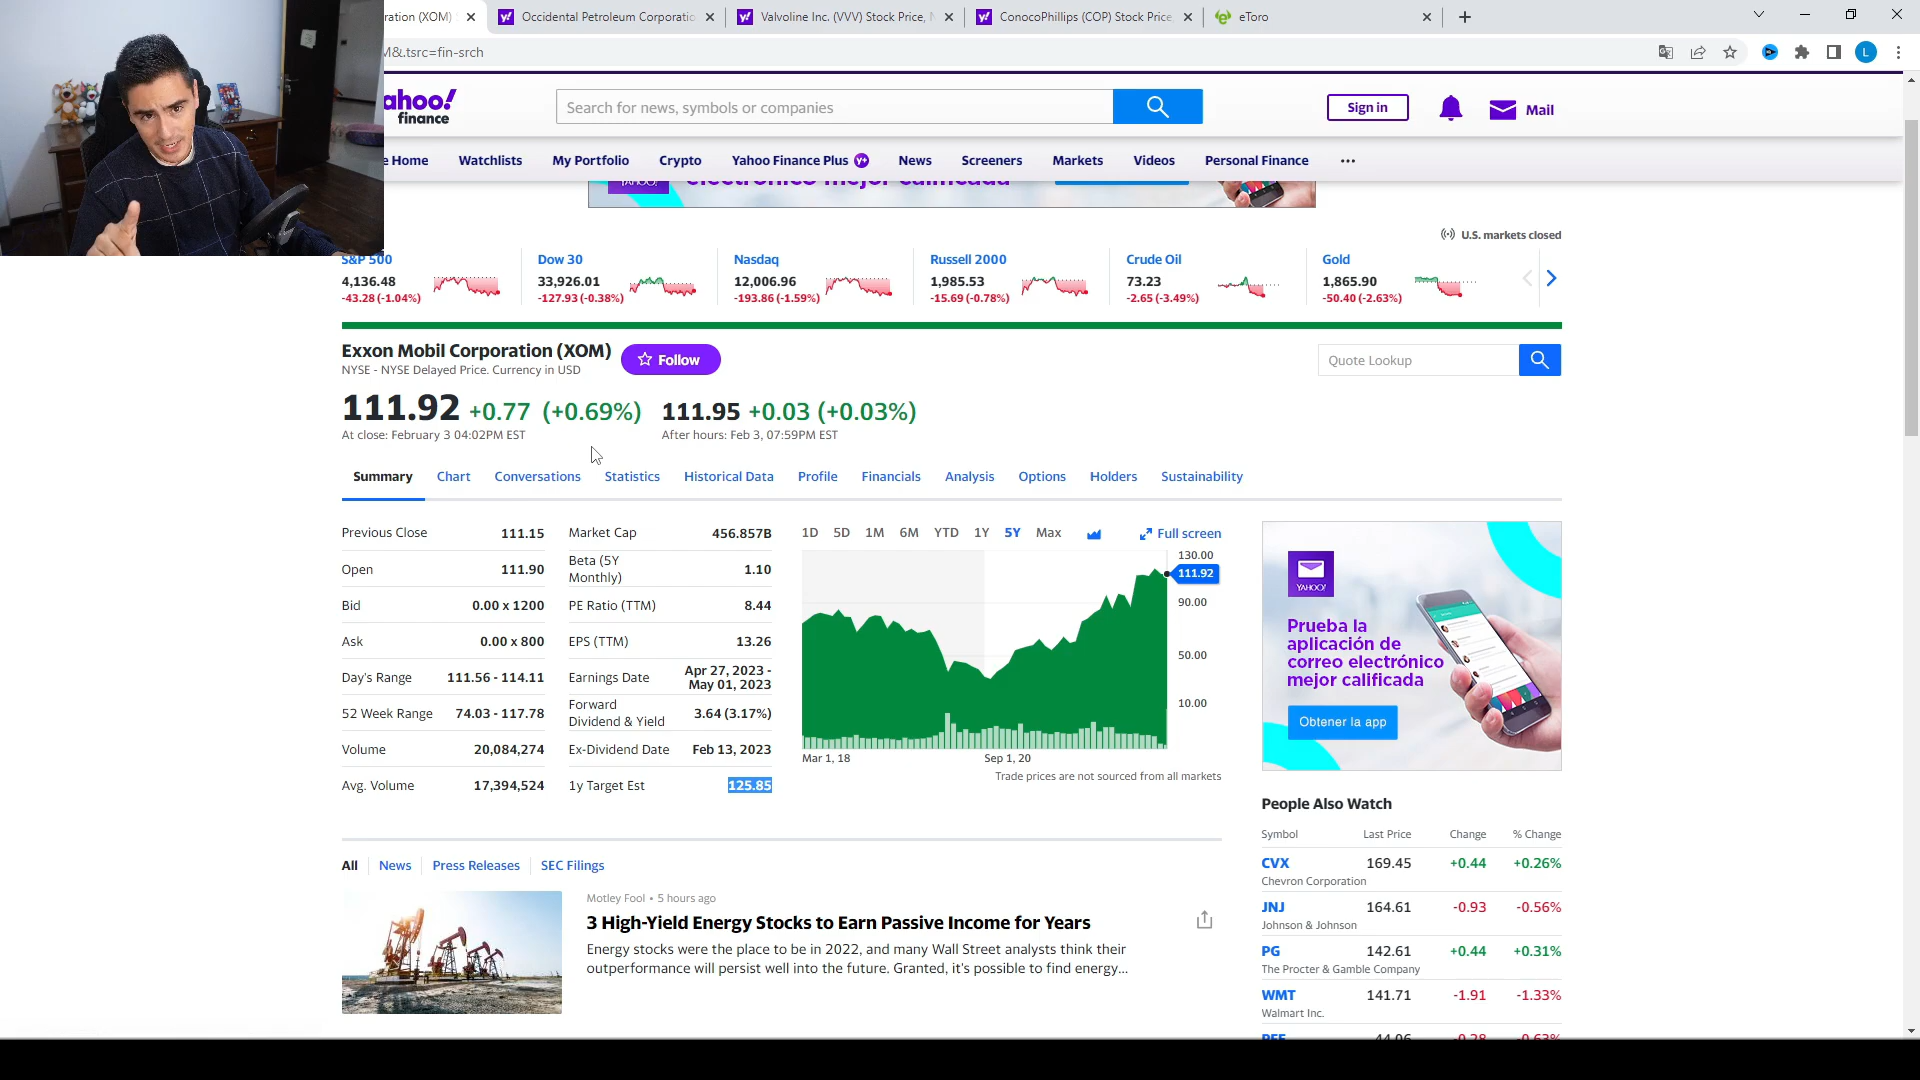 ration (XOM)
Occidental Petroleum Corporatio
Valvoline Inc. (VVV) Stock Price, N
ConocoPhillips (COP) Stock Price
eToro
M&.tsrc=fin-srch
L
ahoo!
finance
Search for news, symbols or companies
Sign in
Mail
e Home
Watchlists
My Portfolio
Crypto
Yahoo Finance Plus
News
Screeners
Markets
Videos
Personal Finance
...
YAHOO!
electrónico mejor calificada
U.S. markets closed
S&P 500
4,136.48
-43.28 (-1.04%)
Dow 30
33,926.01
-127.93 (-0.38%)
Nasdaq
12,006.96
-193.86 (-1.59%)
Russell 2000
1,985.53
-15.69 (-0.78%)
Crude Oil
73.23
-2.65 (-3.49%)
Gold
1,865.90
-50.40 (-2.63%)
Exxon Mobil Corporation (XOM)
Follow
NYSE - NYSE Delayed Price. Currency in USD
Quote Lookup
111.92 +0.77 (+0.69%)
At close: February 3 04:02PM EST
111.95 +0.03 (+0.03%)
After hours: Feb 3, 07:59PM EST
Summary
Chart
Conversations
Statistics
Historical Data
Profile
Financials
Analysis
Options
Holders
Sustainability
Previous Close 111.15
Open 111.90
Bid 0.00 x 1200
Ask 0.00 x 800
Day's Range 111.56 - 114.11
52 Week Range 74.03 - 117.78
Volume 20,084,274
Avg. Volume 17,394,524
Market Cap 456.857B
Beta (5Y
Monthly) 1.10
PE Ratio (TTM) 8.44
EPS (TTM) 13.26
Earnings Date Apr 27, 2023 -
May 01, 2023
Forward
Dividend & Yield 3.64 (3.17%)
Ex-Dividend Date Feb 13, 2023
1y Target Est 125.85
1D 5D 1M 6M YTD 1Y 5Y Max
Full screen
130.00
111.92
90.00
50.00
10.00
Mar 1, 18
Sep 1, 20
Trade prices are not sourced from all markets
YAHOO!
Prueba la
aplicación de
correo electrónico
mejor calificada
Obtener la app
People Also Watch
Symbol Last Price Change % Change
CVX 169.45 +0.44 +0.26%
Chevron Corporation
JNJ 164.61 -0.93 -0.56%
Johnson & Johnson
PG 142.61 +0.44 +0.31%
The Procter & Gamble Company
WMT 141.71 -1.91 -1.33%
Walmart Inc.
PFE 44.06 -0.28 -0.63%
All
News
Press Releases
SEC Filings
Motley Fool • 5 hours ago
3 High-Yield Energy Stocks to Earn Passive Income for Years
Energy stocks were the place to be in 2022, and many Wall Street analysts think their
outperformance will persist well into the future. Granted, it's possible to find energy...